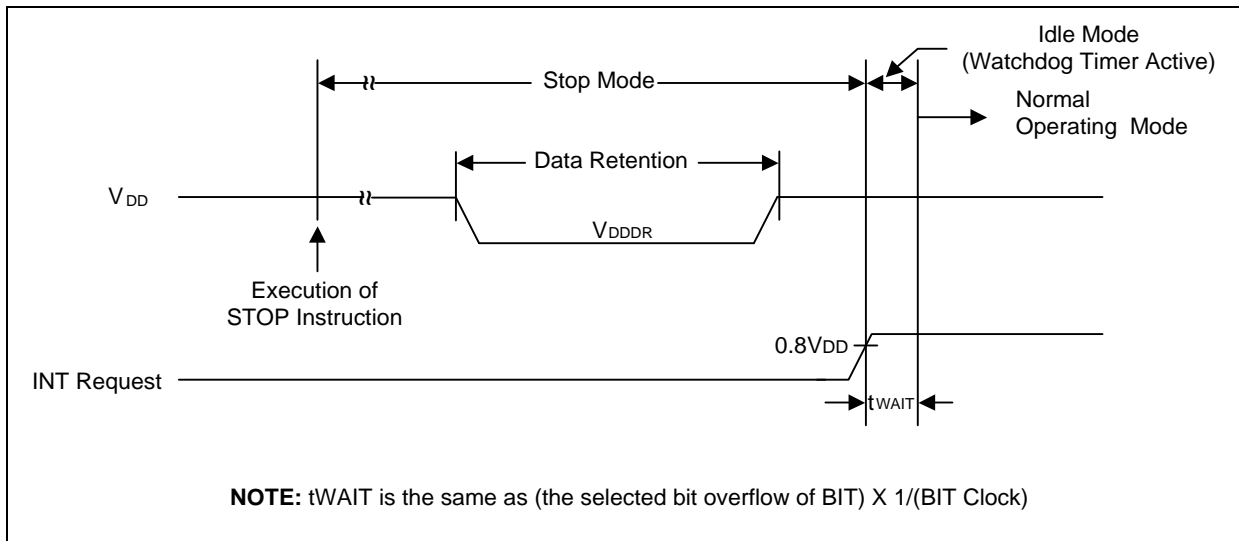 Idle Mode
(Watchdog Timer Active)
Stop Mode
Normal
Operating Mode
Data Retention
VDD
VDDDR
Execution of
STOP Instruction
0.8VDD
INT Request
tWAIT
NOTE: tWAIT is the same as (the selected bit overflow of BIT) X 1/(BIT Clock)